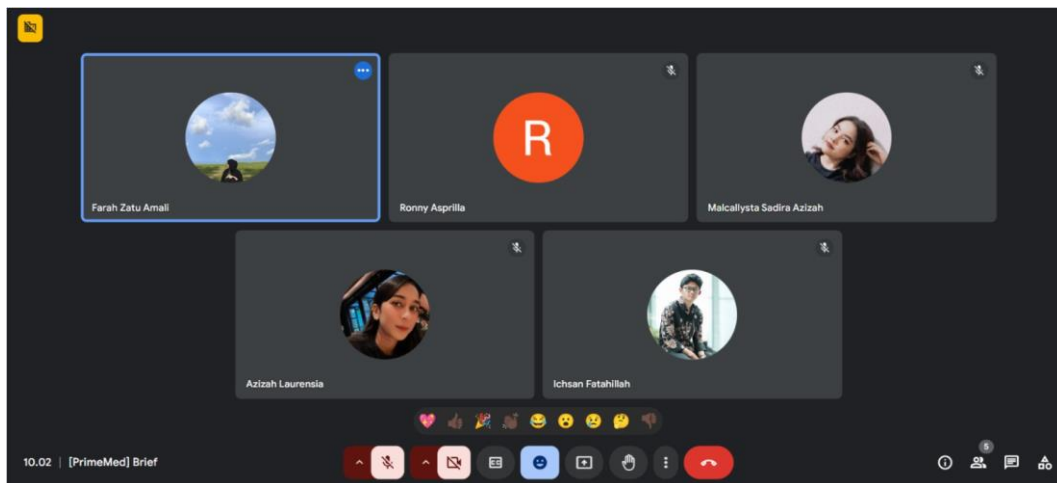 R
Farah Zatu Amali
Ronny Asprilla
Malcallysta Sadira Azizah
Azizah Laurensia
Ichsan Fatahillah
5
10.02 | [PrimeMed] Brief